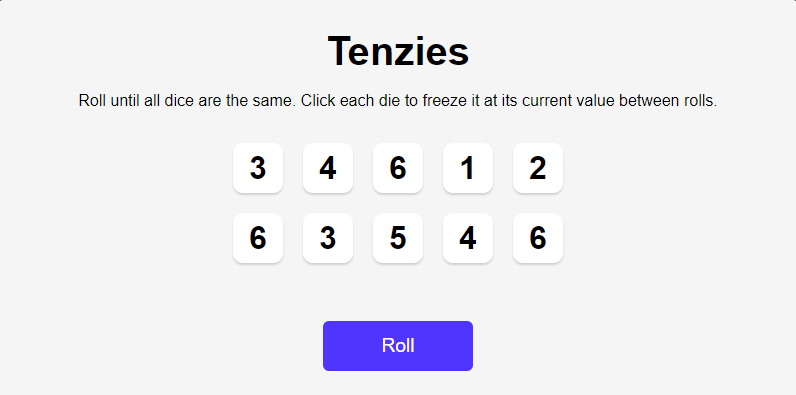 Tenzies
Roll until all dice are the same. Click each die to freeze it at its current value between rolls.
3 4 6 1 2
6 3 5 4 6
Roll